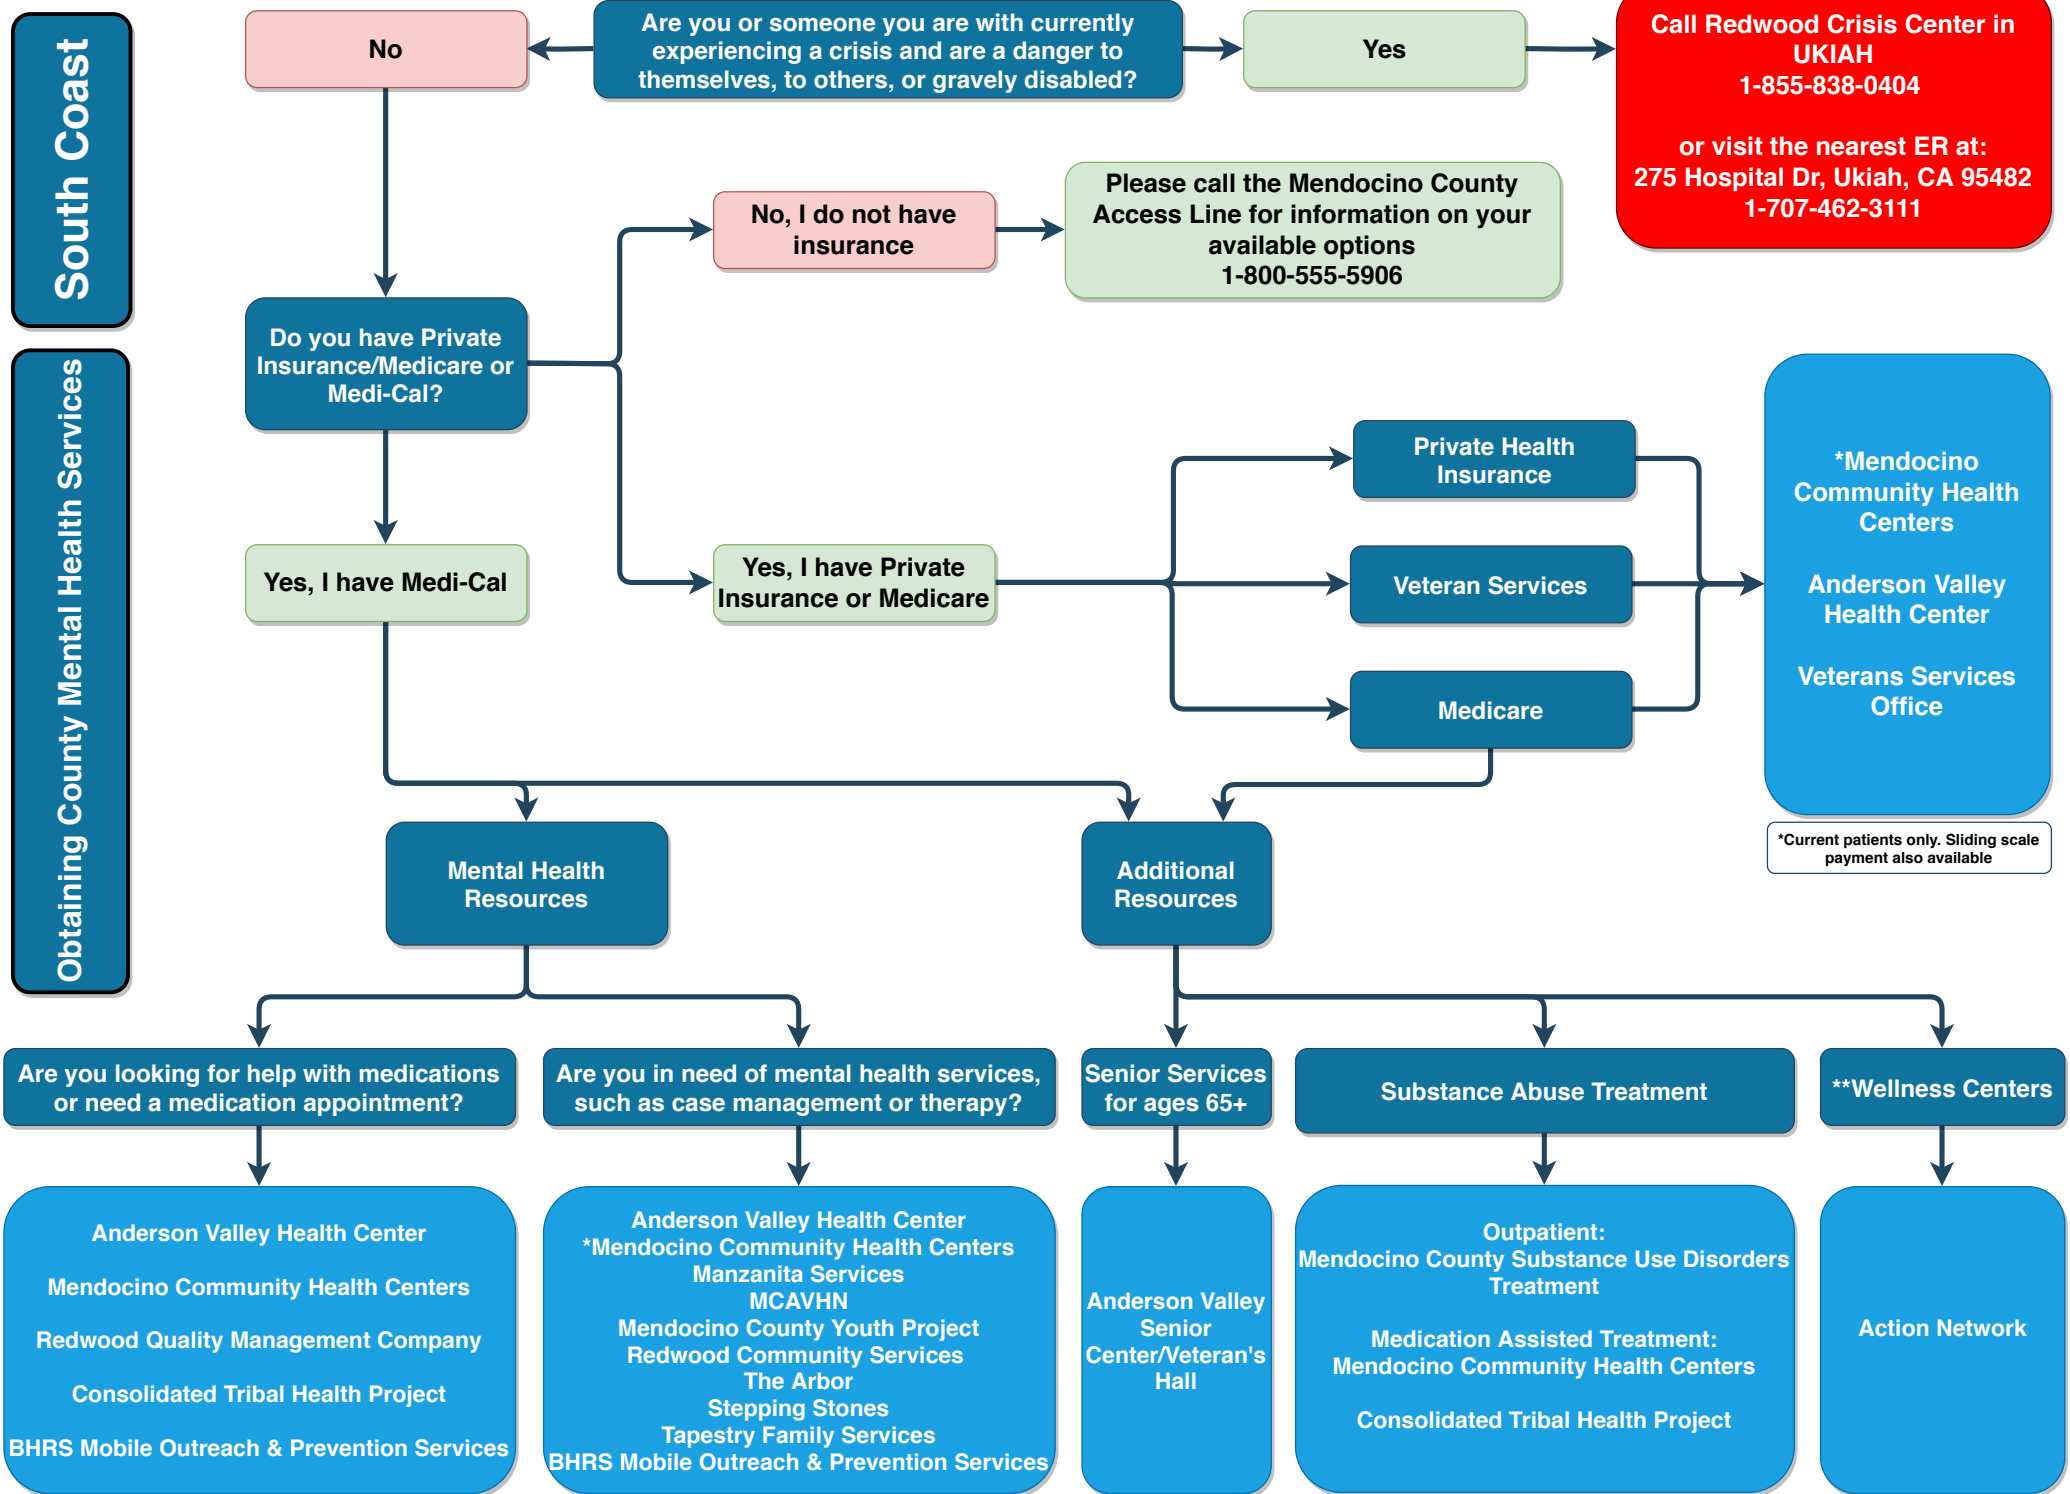 South Coast
Obtaining County Mental Health Services
No
Are you or someone you are with currently
experiencing a crisis and are a danger to
themselves, to others, or gravely disabled?
Yes
Call Redwood Crisis Center in
UKIAH
1-855-838-0404
or visit the nearest ER at:
275 Hospital Dr, Ukiah, CA 95482
1-707-462-3111
No, I do not have
insurance
Please call the Mendocino County
Access Line for information on your
available options
1-800-555-5906
Do you have Private
Insurance/Medicare or
Medi-Cal?
Yes, I have Medi-Cal
Yes, I have Private
Insurance or Medicare
Private Health
Insurance
Veteran Services
Medicare
*Mendocino
Community Health
Centers
Anderson Valley
Health Center
Veterans Services
Office
*Current patients only. Sliding scale
payment also available
Mental Health
Resources
Additional
Resources
Are you looking for help with medications
or need a medication appointment?
Are you in need of mental health services,
such as case management or therapy?
Senior Services
for ages 65+
Substance Abuse Treatment
**Wellness Centers
Anderson Valley Health Center
Mendocino Community Health Centers
Redwood Quality Management Company
Consolidated Tribal Health Project
BHRS Mobile Outreach & Prevention Services
Anderson Valley Health Center
*Mendocino Community Health Centers
Manzanita Services
MCAVHN
Mendocino County Youth Project
Redwood Community Services
The Arbor
Stepping Stones
Tapestry Family Services
BHRS Mobile Outreach & Prevention Services
Anderson Valley
Senior
Center/Veteran's
Hall
Outpatient:
Mendocino County Substance Use Disorders
Treatment
Medication Assisted Treatment:
Mendocino Community Health Centers
Consolidated Tribal Health Project
Action Network